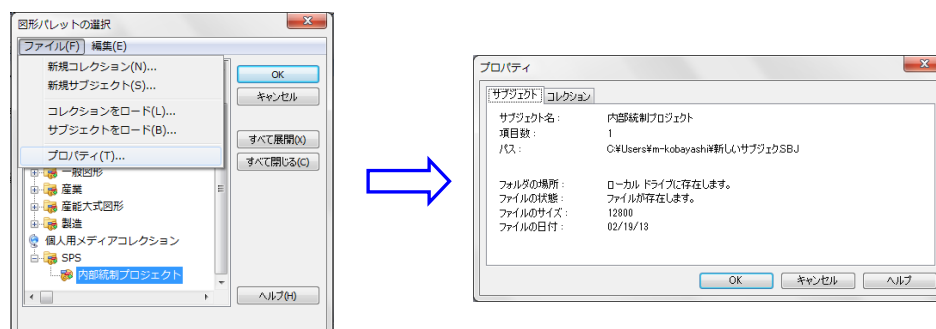 図形パレットの選択
ファイル(F) 編集(E)
新規コレクション(N)...
新規サブジェクト(S)...
コレクションをロード(L)...
サブジェクトをロード(B)...
プロパティ(T)...
一般図形
産業
産能大式図形
製造
個人用メディアコレクション
SPS
内部統制プロジェクト
OK
キャンセル
すべて展開(X)
すべて閉じる(C)
ヘルプ(H)
プロパティ
サブジェクト コレクション
サブジェクト名： 内部統制プロジェクト
項目数： 1
パス： C:¥Users¥m-kobayashi¥新しいサブジェクSBJ
フォルダの場所： ローカル ドライブに存在します。
ファイルの状態： ファイルが存在します。
ファイルのサイズ： 12800
ファイルの日付： 02/19/13
OK キャンセル ヘルプ